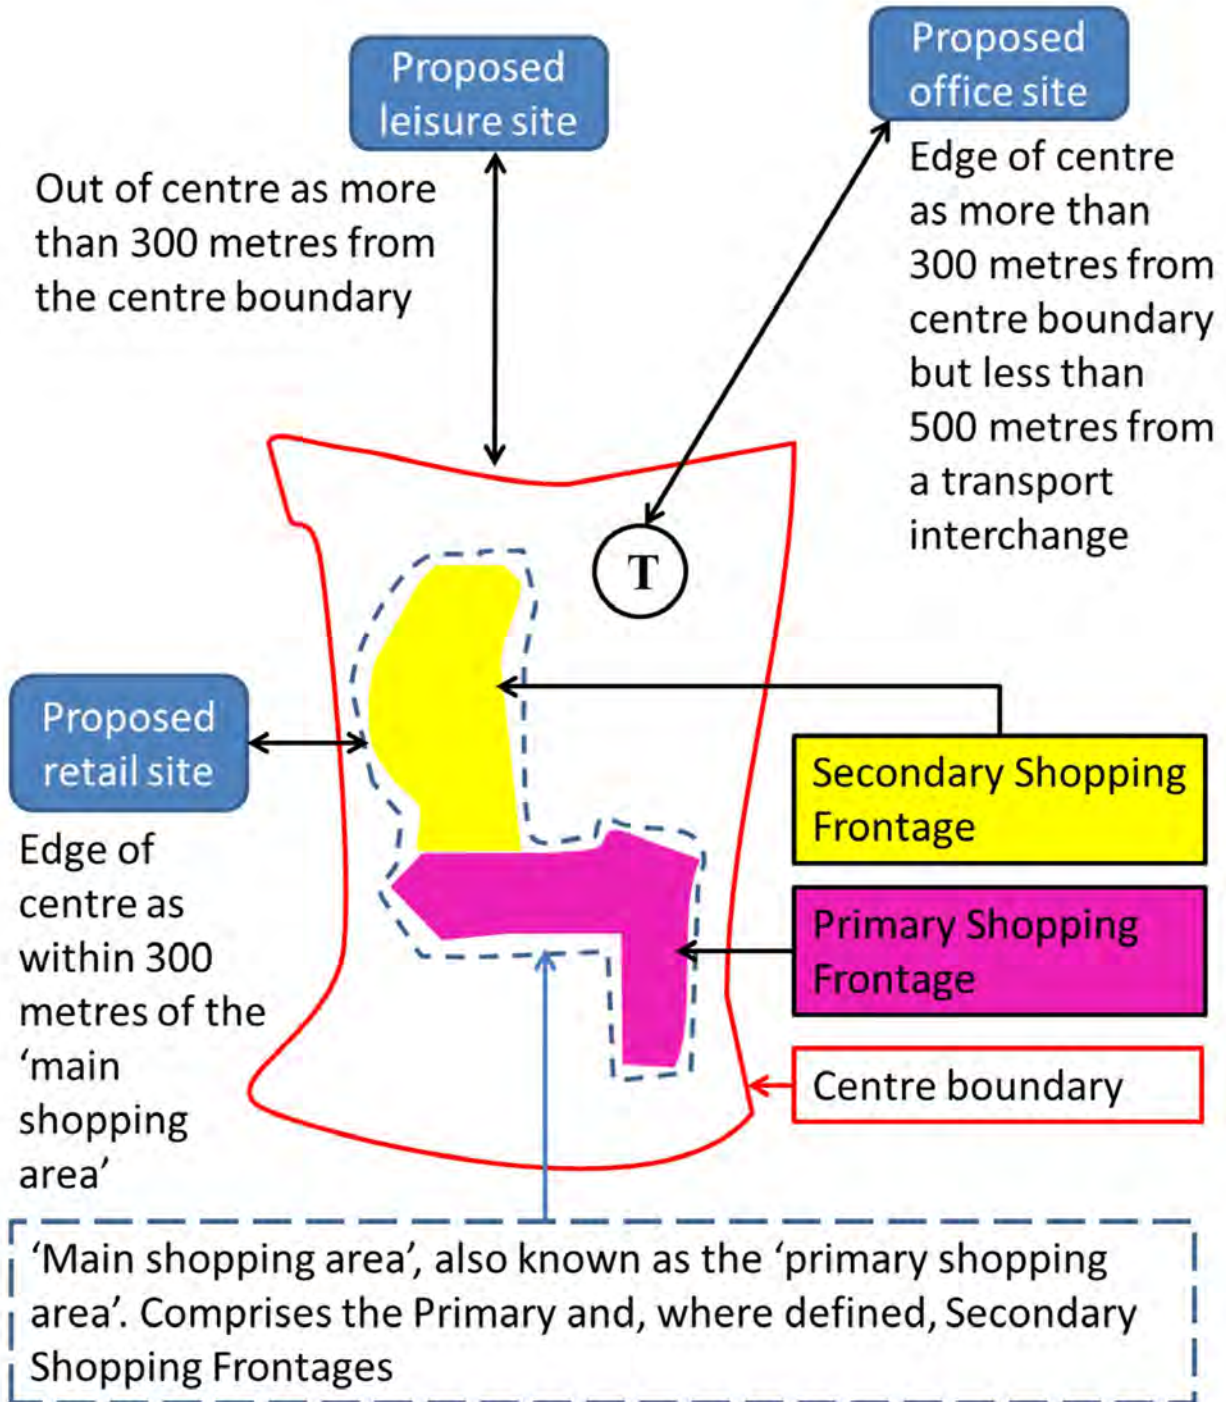 Proposed
leisure site
Proposed
office site
Out of centre as more
than 300 metres from
the centre boundary
Edge of centre
as more than
300 metres from
centre boundary
but less than
500 metres from
a transport
interchange
T
Proposed
retail site
Edge of
centre as
within 300
metres of the
‘main
shopping
area’
Secondary Shopping
Frontage
Primary Shopping
Frontage
Centre boundary
‘Main shopping area’, also known as the ‘primary shopping
area’. Comprises the Primary and, where defined, Secondary
Shopping Frontages